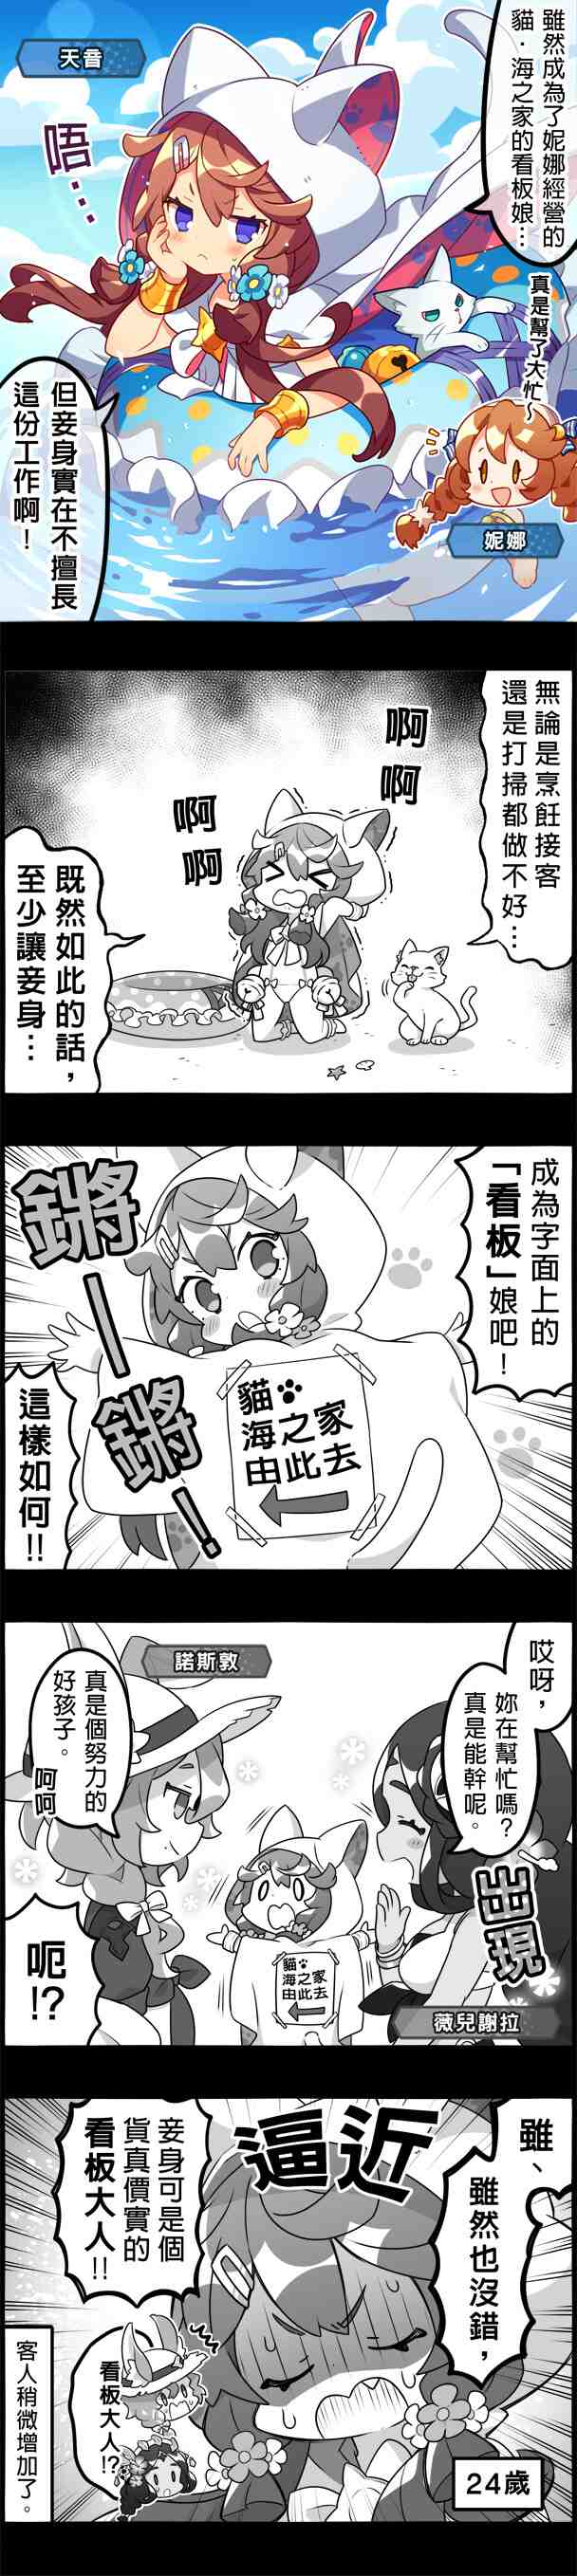 雖然成為了妮娜經營的
貓．海之家的看板娘…
天音
唔…
真是幫了大忙～
妮娜
但妾身實在不擅長
這份工作啊！
無論是烹飪接客
還是打掃都做不好…
啊啊
啊啊
既然如此的話，
至少讓妾身…
成為字面上的
「看板」娘吧！
鏘—鏘—！
貓
海之家
由此去
這樣如何!!
哎呀，
妳在幫忙嗎？
真是能幹呢。
出現
薇兒謝拉
諾斯敦
真是個努力的
好孩子。
呵呵
貓
海之家
由此去
呃!?
雖、
雖然也沒錯，
逼近
妾身可是個
貨真價實的
看板大人!!
看板大人!?
24歲
客人稍微增加了。